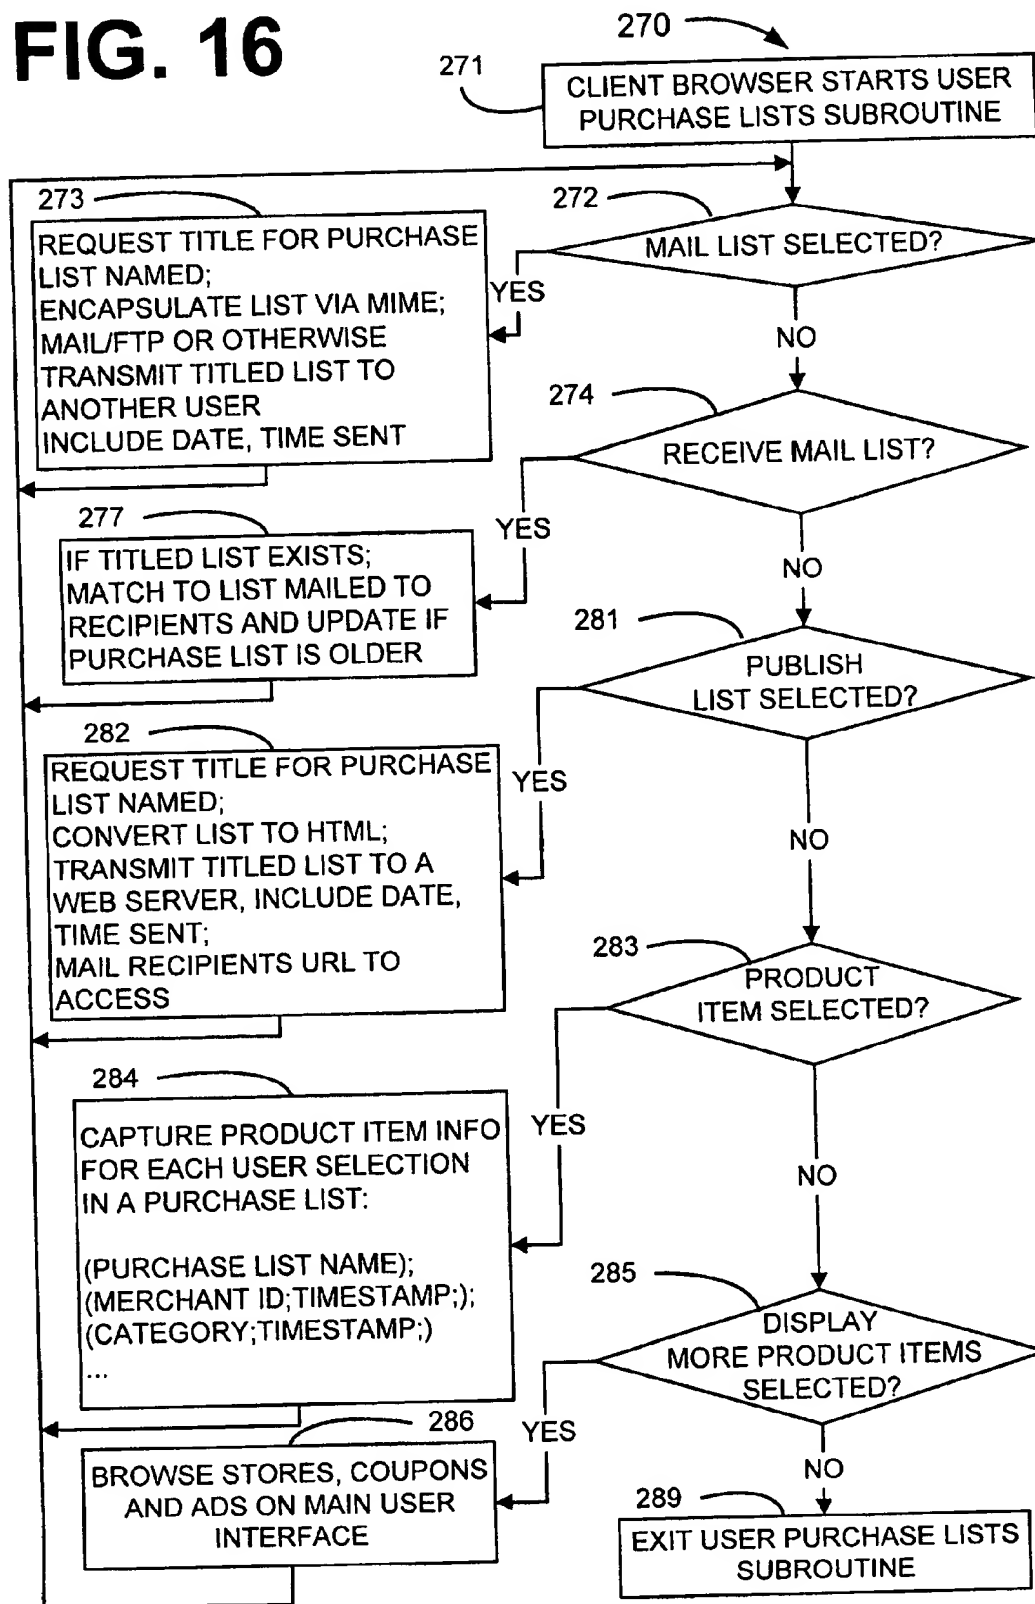 FIG. 16
270
271
CLIENT BROWSER STARTS USER
PURCHASE LISTS SUBROUTINE
272
MAIL LIST SELECTED?
YES
NO
273
REQUEST TITLE FOR PURCHASE
LIST NAMED;
ENCAPSULATE LIST VIA MIME;
MAIL/FTP OR OTHERWISE
TRANSMIT TITLED LIST TO
ANOTHER USER
INCLUDE DATE, TIME SENT
274
RECEIVE MAIL LIST?
YES
NO
277
IF TITLED LIST EXISTS;
MATCH TO LIST MAILED TO
RECIPIENTS AND UPDATE IF
PURCHASE LIST IS OLDER
281
PUBLISH
LIST SELECTED?
YES
NO
282
REQUEST TITLE FOR PURCHASE
LIST NAMED;
CONVERT LIST TO HTML;
TRANSMIT TITLED LIST TO A
WEB SERVER, INCLUDE DATE,
TIME SENT;
MAIL RECIPIENTS URL TO
ACCESS
283
PRODUCT
ITEM SELECTED?
YES
NO
284
CAPTURE PRODUCT ITEM INFO
FOR EACH USER SELECTION
IN A PURCHASE LIST:
(PURCHASE LIST NAME);
(MERCHANT ID;TIMESTAMP;);
(CATEGORY;TIMESTAMP;)
...
285
DISPLAY
MORE PRODUCT ITEMS
SELECTED?
YES
NO
286
BROWSE STORES, COUPONS
AND ADS ON MAIN USER
INTERFACE
289
EXIT USER PURCHASE LISTS
SUBROUTINE